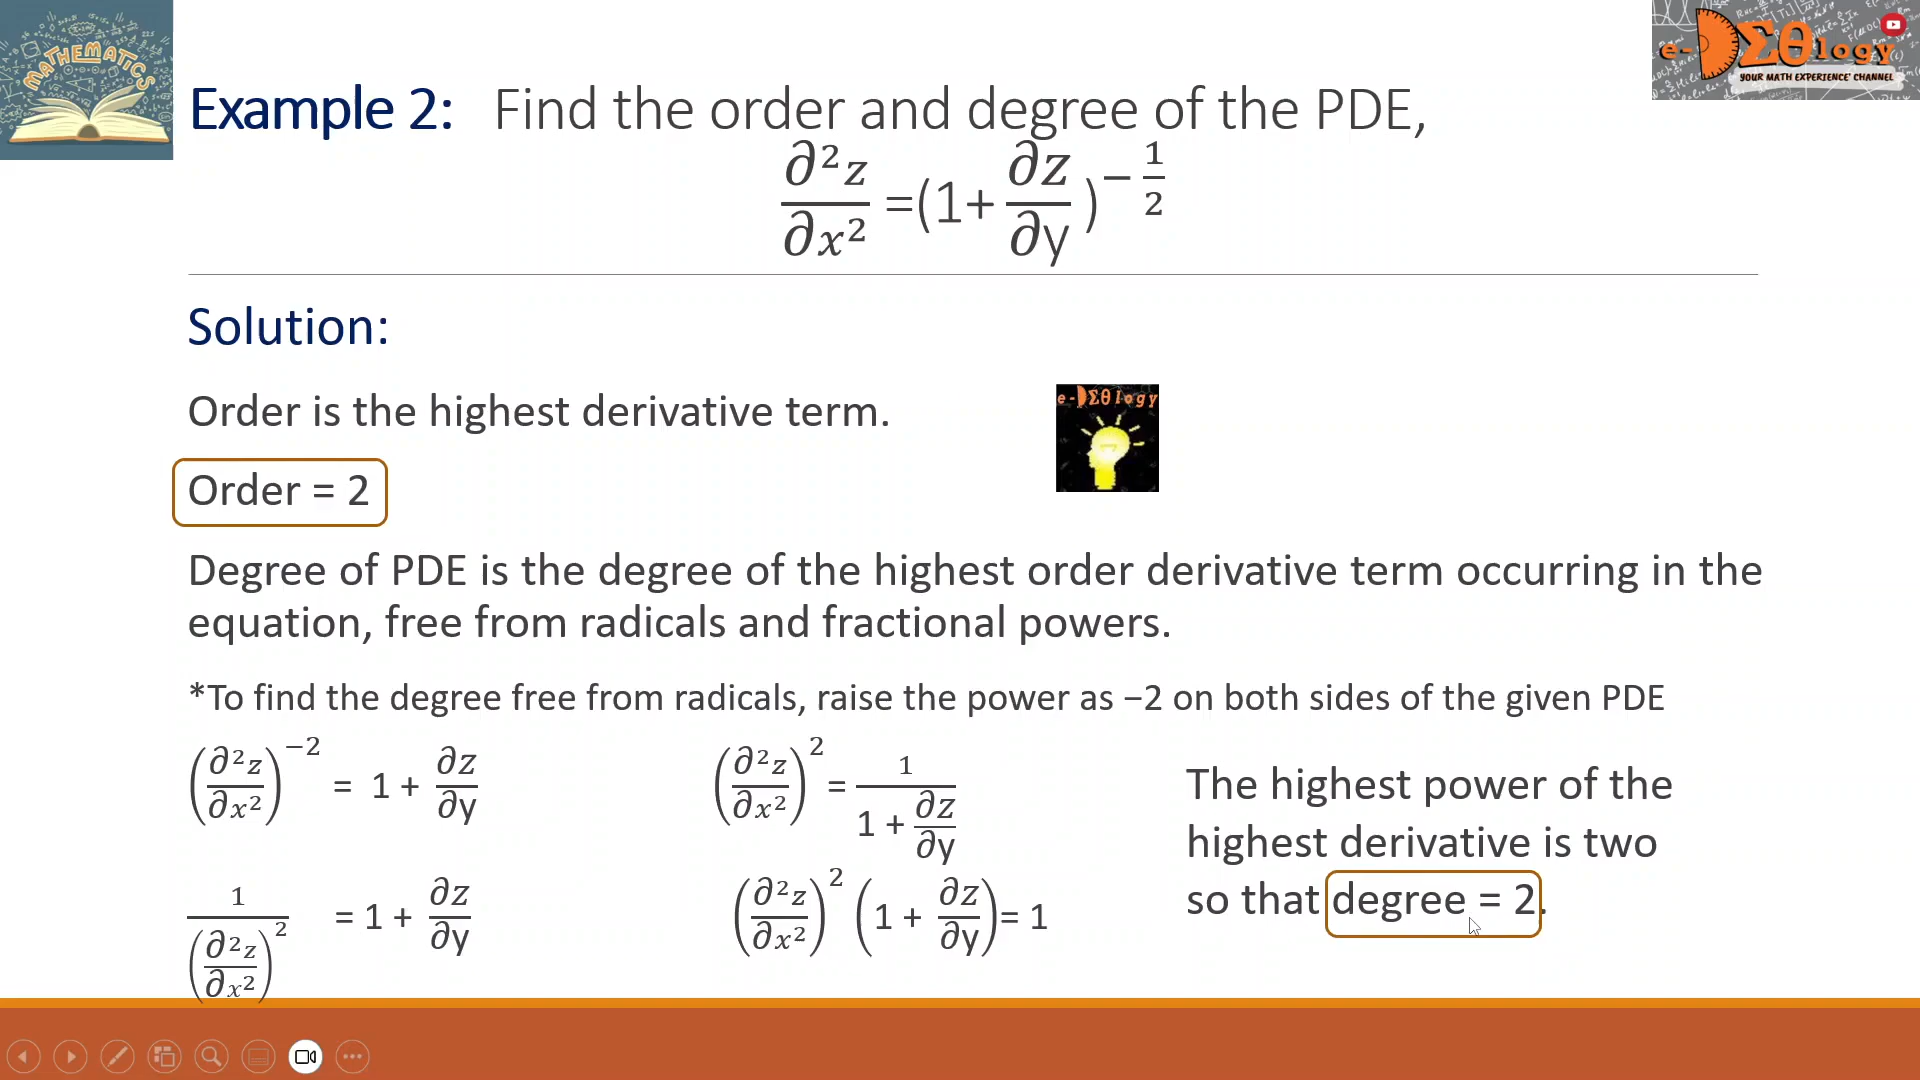 MATHEMATICS
e-DΣθlogy
YOUR MATH EXPERIENCE' CHANNEL
Example 2: Find the order and degree of the PDE,
∂²z/∂x² =(1+ ∂z/∂y)^(−1/2)
Solution:
Order is the highest derivative term.
e-DΣθlogy
Order = 2
Degree of PDE is the degree of the highest order derivative term occurring in the
equation, free from radicals and fractional powers.
*To find the degree free from radicals, raise the power as −2 on both sides of the given PDE
(∂²z/∂x²)^(−2) = 1 + ∂z/∂y
1/(∂²z/∂x²)² = 1 + ∂z/∂y
(∂²z/∂x²)² = 1/(1 + ∂z/∂y)
(∂²z/∂x²)² (1 + ∂z/∂y) = 1
The highest power of the
highest derivative is two
so that degree = 2.